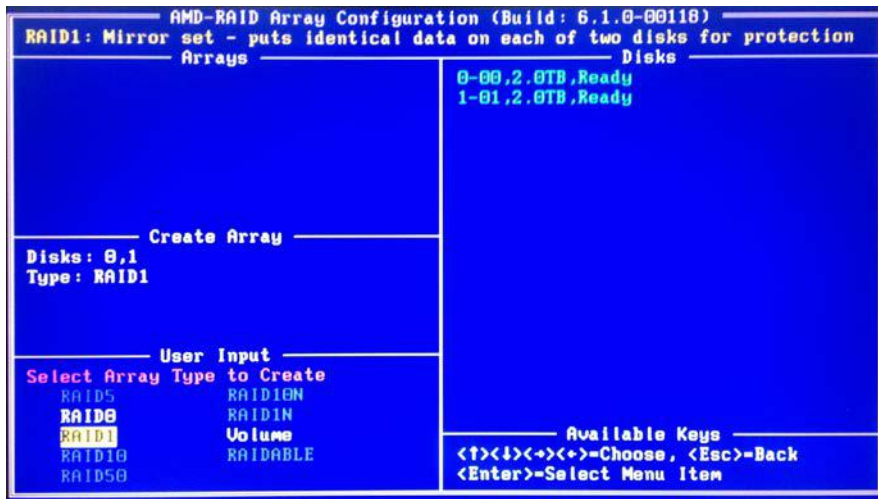 AMD-RAID Array Configuration (Build: 6.1.0-00118)
RAID1: Mirror set - puts identical data on each of two disks for protection
Arrays
Disks
0-00,2.0TB,Ready
1-01,2.0TB,Ready
Create Array
Disks: 0,1
Type: RAID1
User Input
Select Array Type to Create
RAID5 RAID10N
RAID0 RAID1N
RAID1 Volume
RAID10 RAIDABLE
RAID50
Available Keys
<↑><↓><→><←>=Choose, <Esc>=Back
<Enter>=Select Menu Item